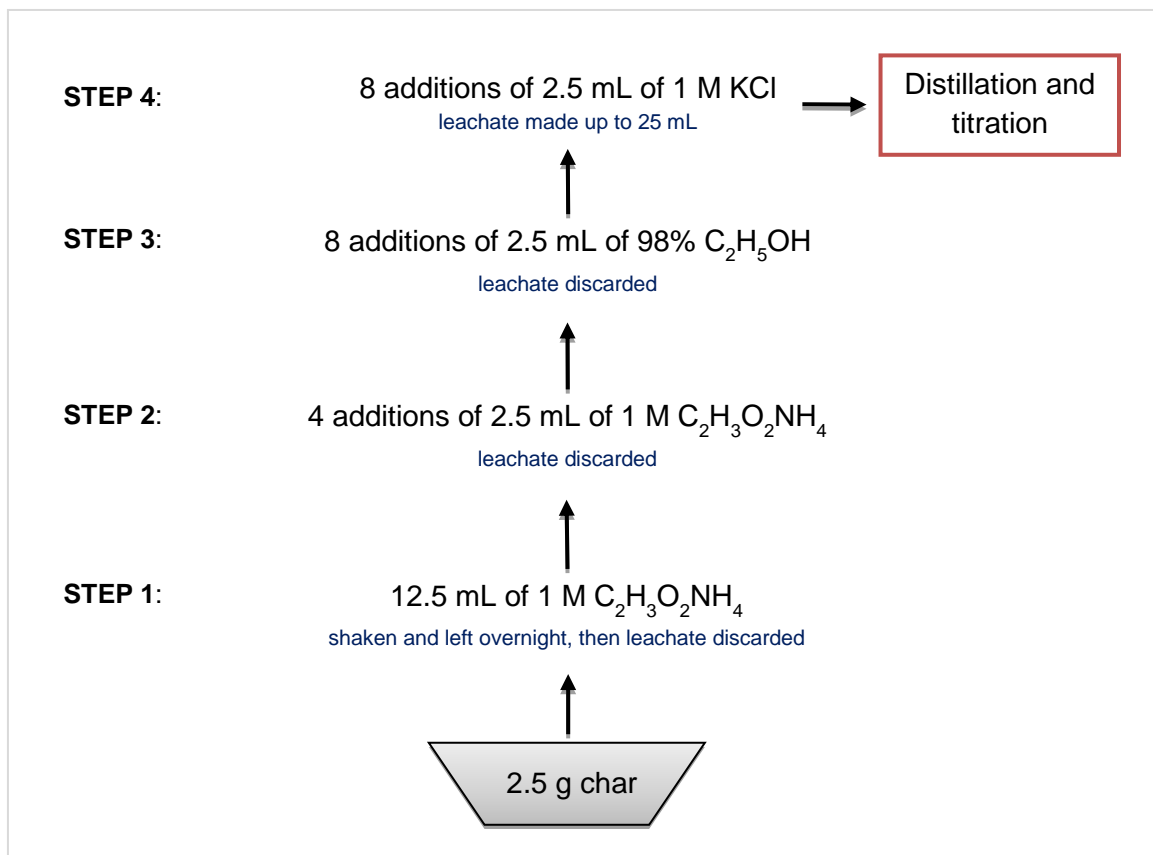 STEP 4:
8 additions of 2.5 mL of 1 M KCl
leachate made up to 25 mL
Distillation and
titration
STEP 3:
8 additions of 2.5 mL of 98% C₂H₅OH
leachate discarded
STEP 2:
4 additions of 2.5 mL of 1 M C₂H₃O₂NH₄
leachate discarded
STEP 1:
12.5 mL of 1 M C₂H₃O₂NH₄
shaken and left overnight, then leachate discarded
2.5 g char